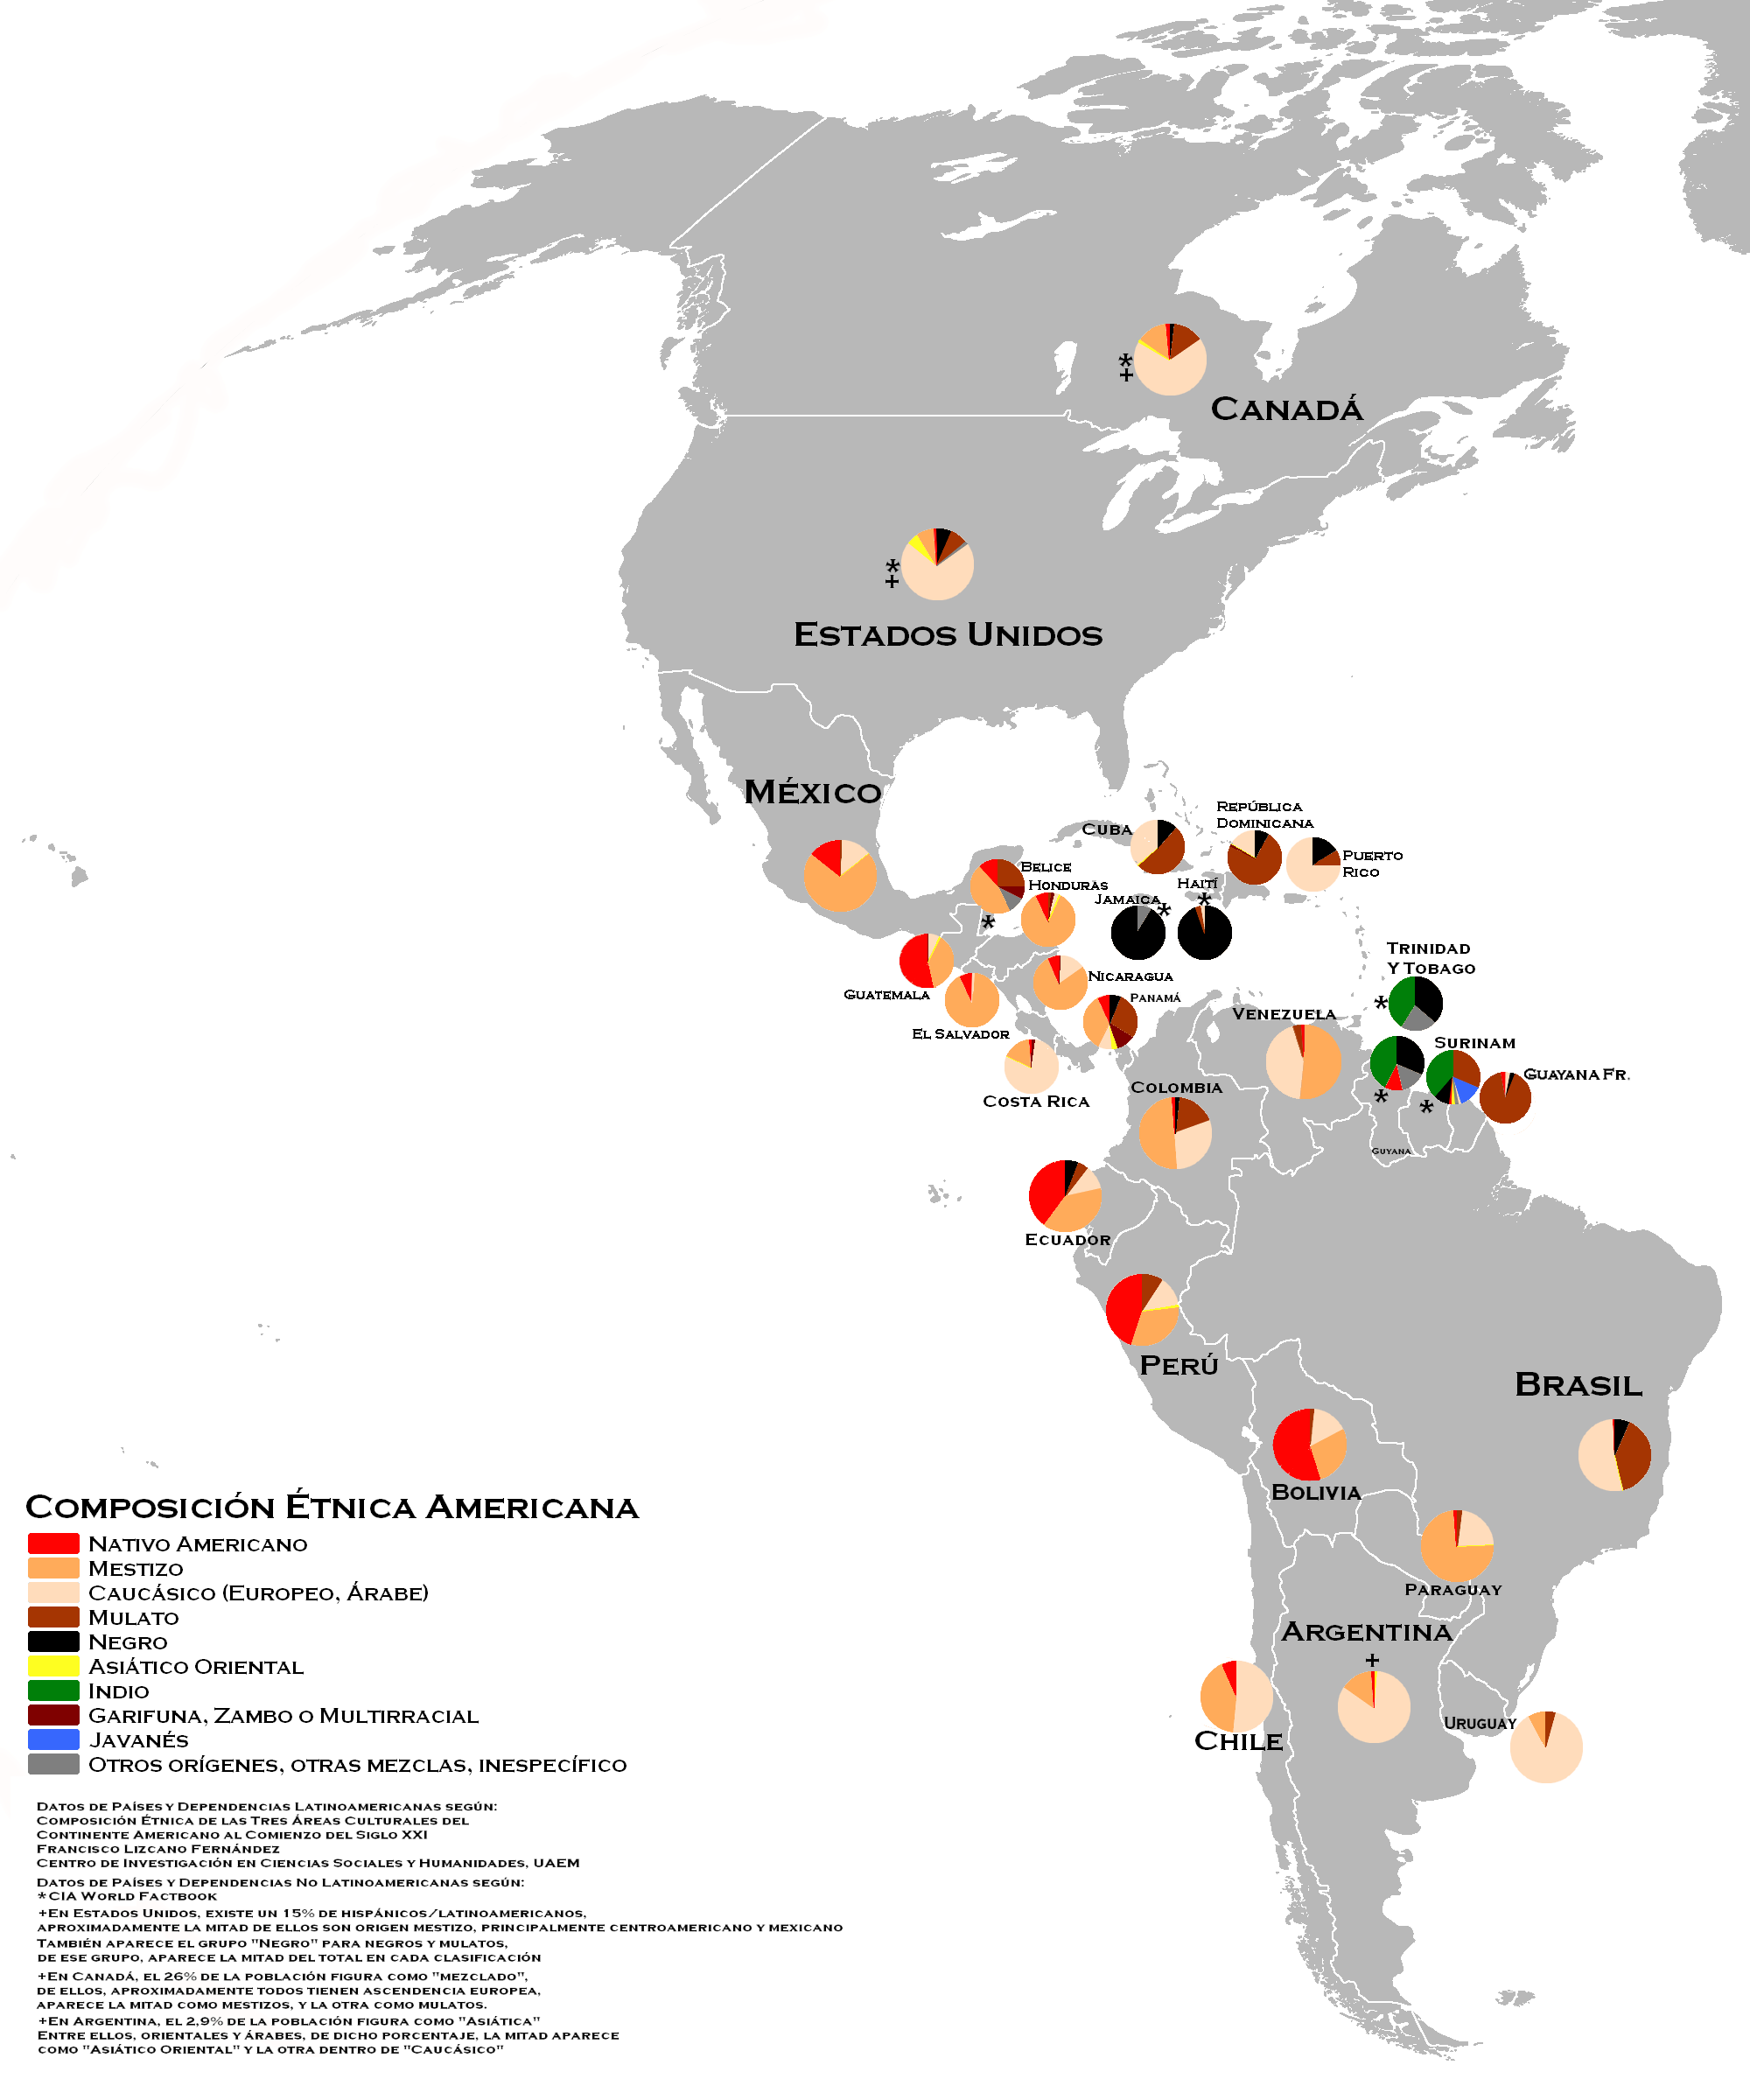 *
+
Canadá
*
+
Estados Unidos
México
Cuba
República
Dominicana
Puerto
Rico
Belice
Honduras
Haití
*
Jamaica
*
*
Guatemala
El Salvador
Nicaragua
Panamá
Costa Rica
Trinidad
y Tobago
*
Venezuela
Surinam
Guayana Fr.
*
*
Guyana
Colombia
Ecuador
Perú
Brasil
Bolivia
Paraguay
Argentina
+
Uruguay
Chile
Composición Étnica Americana
Nativo Americano
Mestizo
Caucásico (Europeo, Árabe)
Mulato
Negro
Asiático Oriental
Indio
Garifuna, Zambo o Multirracial
Javanés
Otros orígenes, otras mezclas, inespecífico
Datos de Países y Dependencias Latinoamericanas según:
Composición Étnica de las Tres Áreas Culturales del
Continente Americano al Comienzo del Siglo XXI
Francisco Lizcano Fernández
Centro de Investigación en Ciencias Sociales y Humanidades, UAEM
Datos de Países y Dependencias No Latinoamericanas según:
*CIA World Factbook
+En Estados Unidos, existe un 15% de hispánicos/latinoamericanos,
aproximadamente la mitad de ellos son origen mestizo, principalmente centroamericano y mexicano
También aparece el grupo "Negro" para negros y mulatos,
de ese grupo, aparece la mitad del total en cada clasificación
+En Canadá, el 26% de la población figura como "mezclado",
de ellos, aproximadamente todos tienen ascendencia europea,
aparece la mitad como mestizos, y la otra como mulatos.
+En Argentina, el 2,9% de la población figura como "Asiática"
Entre ellos, orientales y árabes, de dicho porcentaje, la mitad aparece
como "Asiático Oriental" y la otra dentro de "Caucásico"